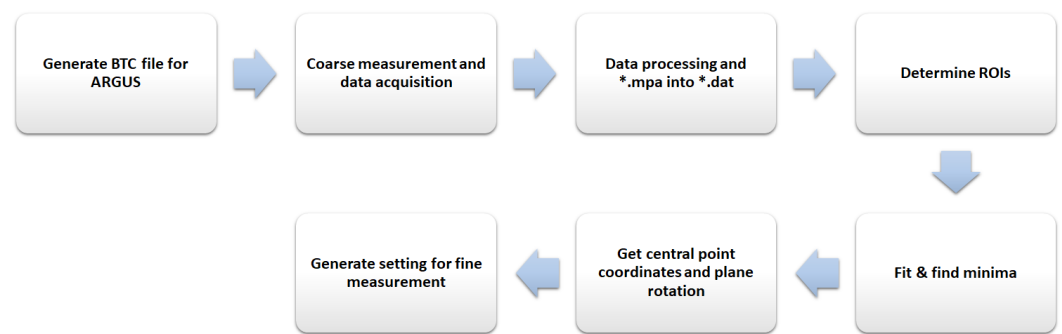 Generate BTC file for
ARGUS
Coarse measurement and
data acquisition
Data processing and
*.mpa into *.dat
Determine ROIs
Fit & find minima
Get central point
coordinates and plane
rotation
Generate setting for fine
measurement